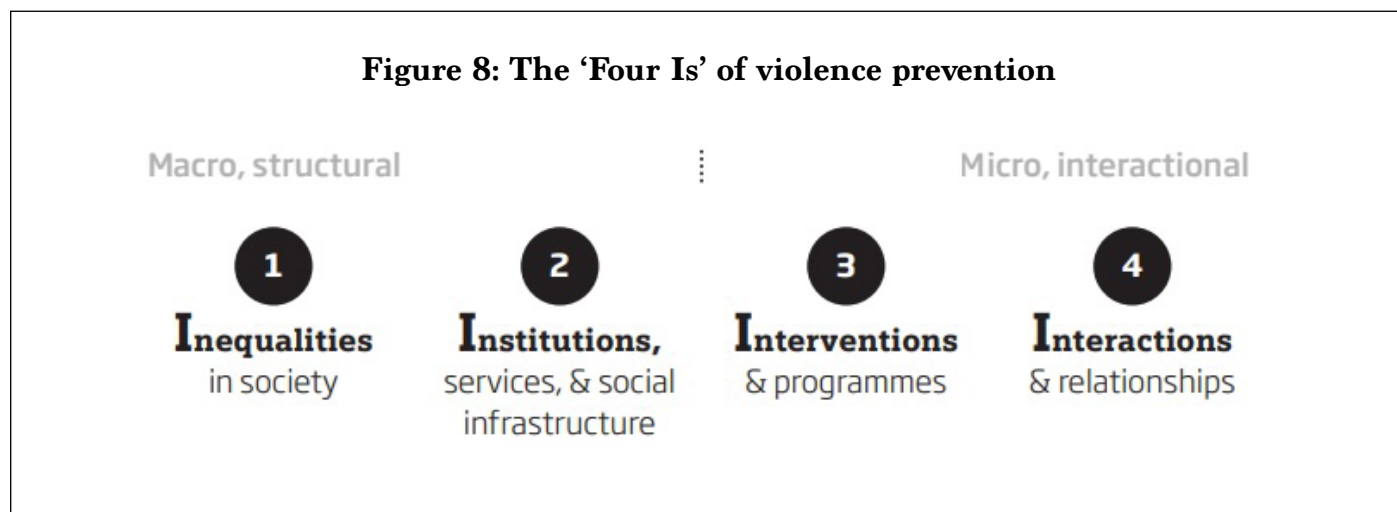 Figure 8: The ‘Four Is’ of violence prevention
Macro, structural
Micro, interactional
1
Inequalities
in society
2
Institutions,
services, & social
infrastructure
3
Interventions
& programmes
4
Interactions
& relationships